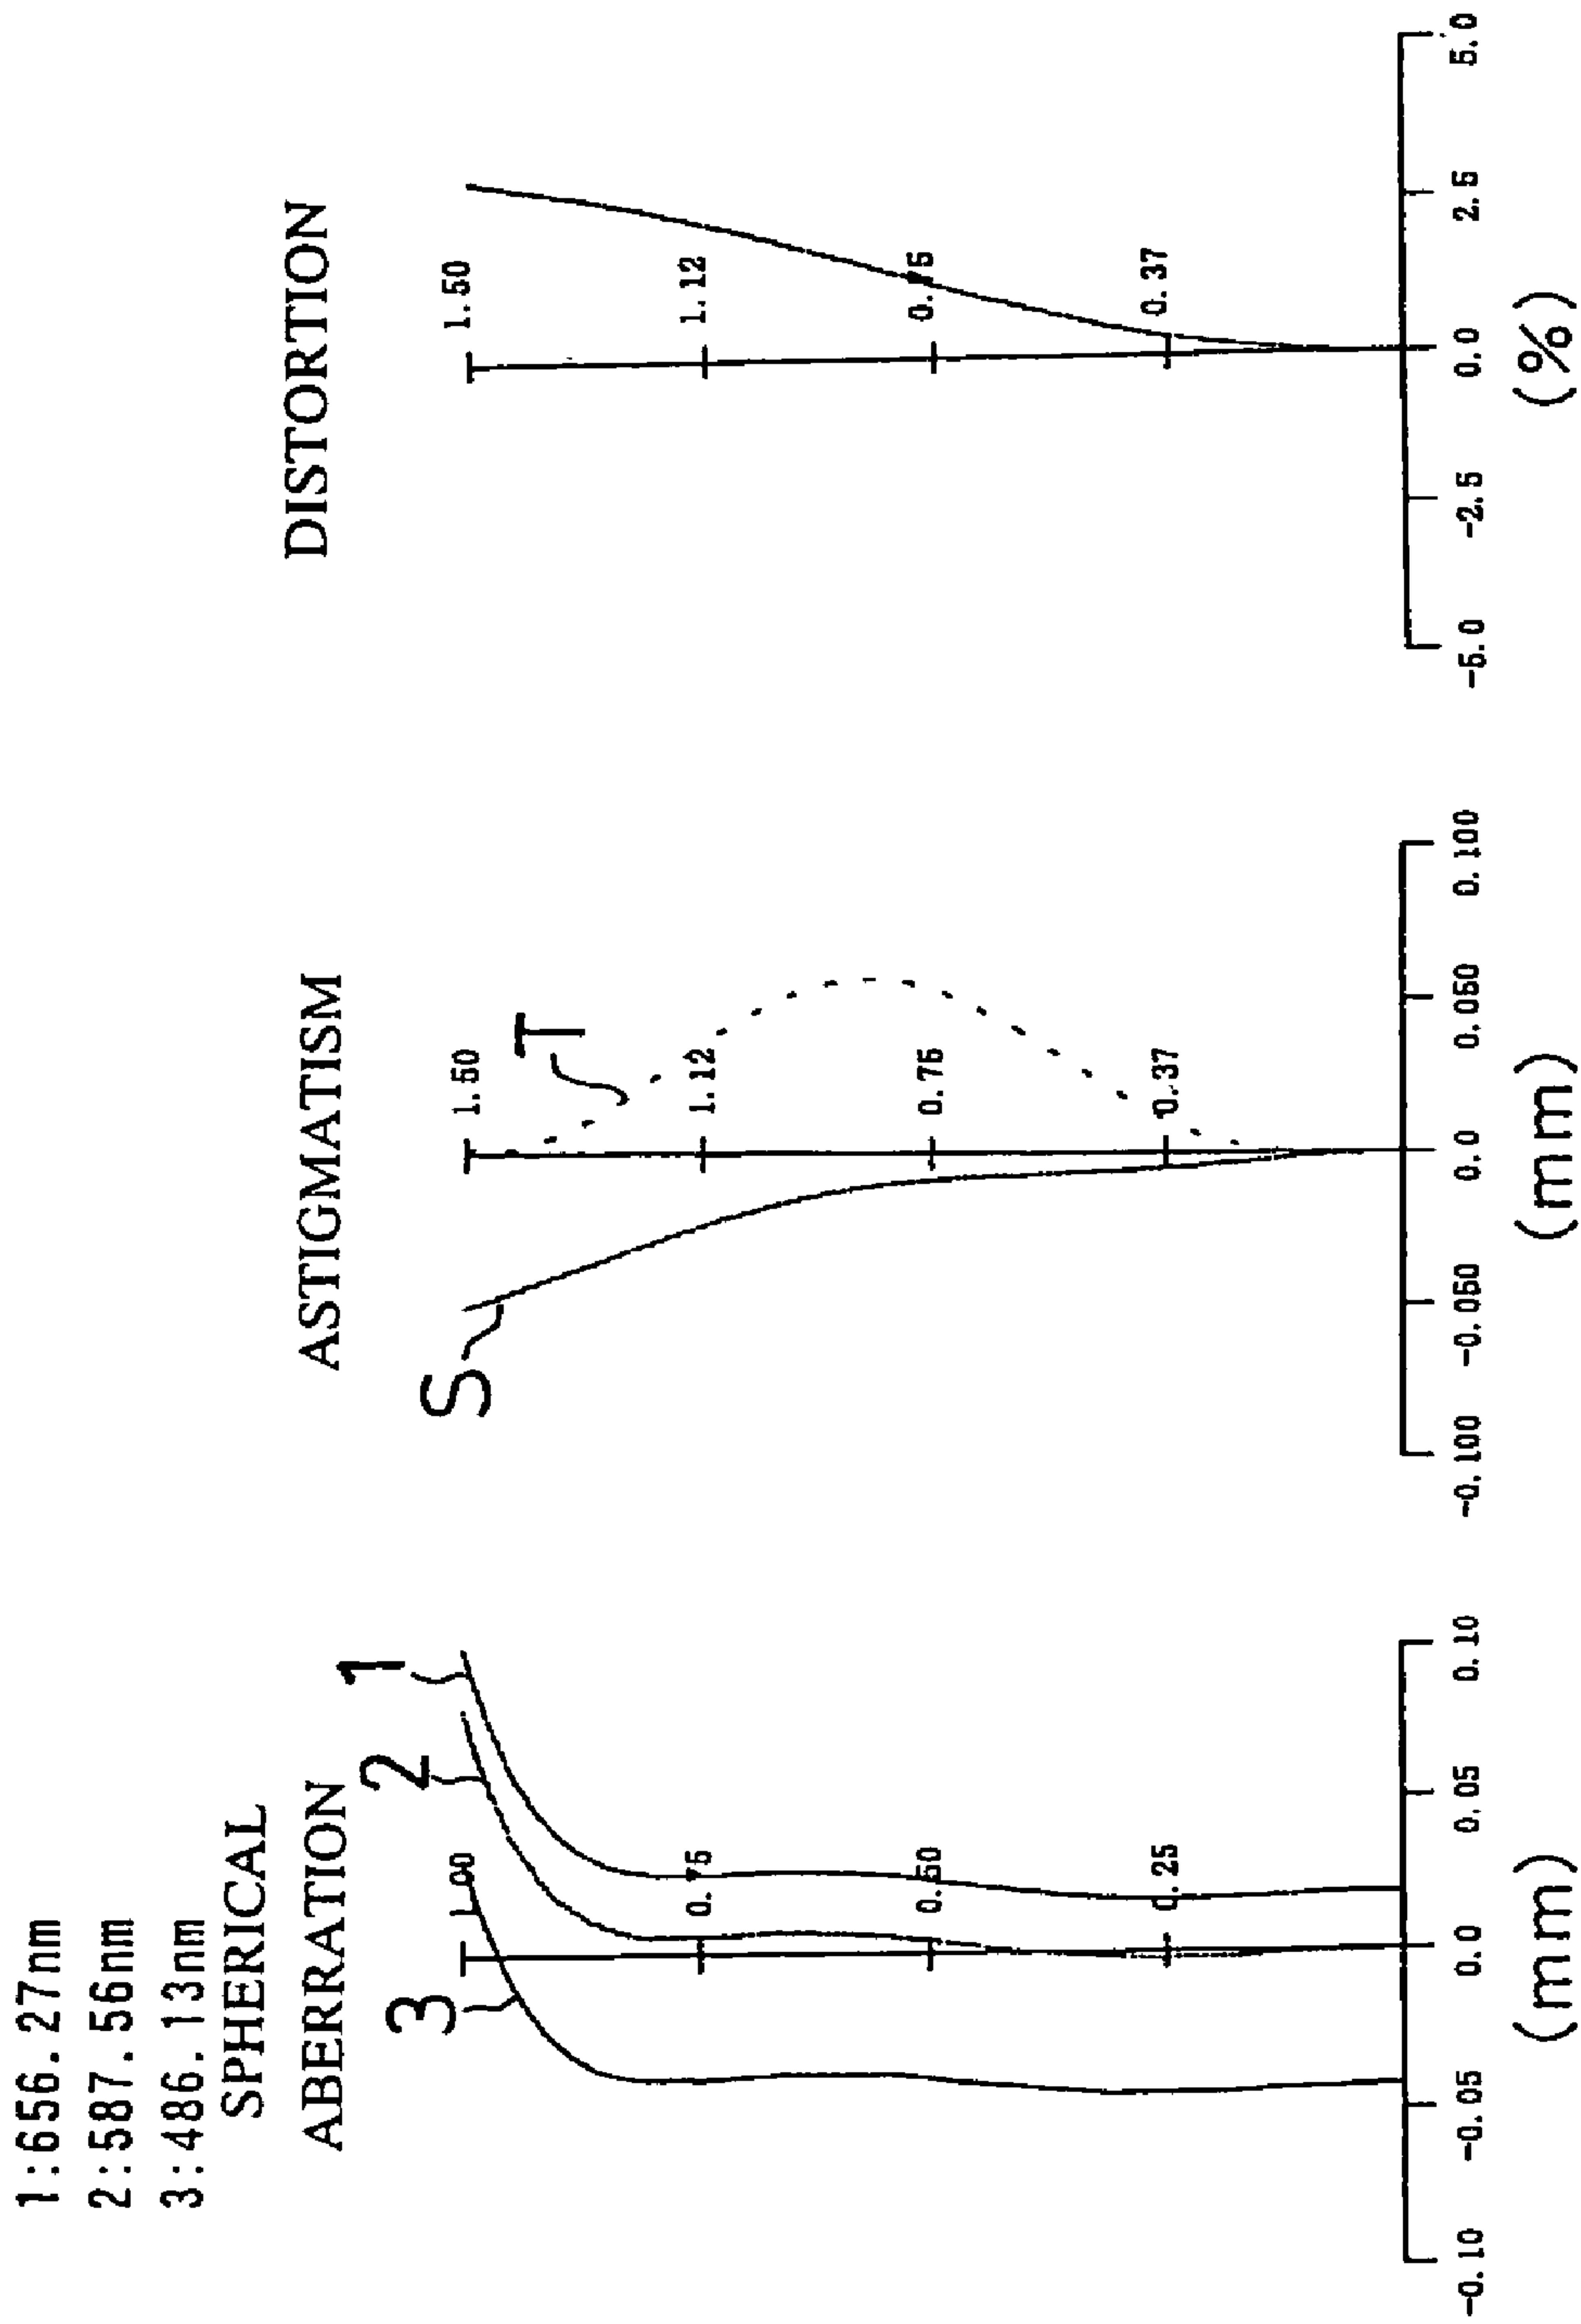 1:656.27nm
2:587.56nm
3:486.13nm
SPHERICAL
ABERRATION
1
2
3
1.00
0.75
0.50
0.25
-0.10
-0.05
0.0
0.05
0.10
(mm)
ASTIGMATISM
S
T
1.50
1.12
0.75
0.37
-0.100
-0.050
0.0
0.050
0.100
(mm)
DISTORTION
1.50
1.12
0.75
0.37
-5.0
-2.5
0.0
2.5
5.0
(%)